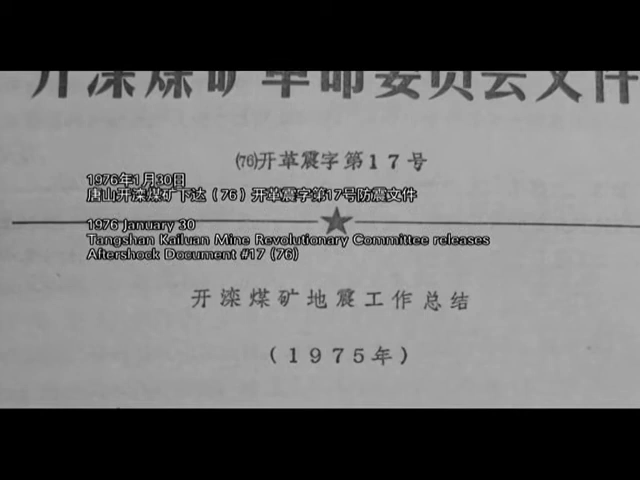 开滦煤矿革命委员会文件
(76)开革震字第17号
1976年1月30日
唐山开滦煤矿下达（76）开革震字第17号防震文件
1976 January 30
Tangshan Kailuan Mine Revolutionary Committee releases
Aftershock Document #17 (76)
开滦煤矿地震工作总结
(1975年)